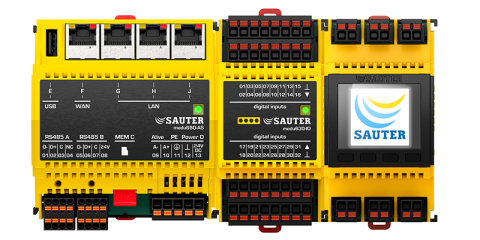 E F G H J
USB WAN LAN
SAUTER
modu680-AS
RS485 A RS485 B MEM C Alive PE Power D
D- D+ C N D- D+ C 24V A- A+ 24V DC
01 02 03 04 05 06 07 08 09 10 11 12 13
01 03 05 07 09 11 13 15
02 04 06 08 10 12 14 16
digital inputs
SAUTER
modu630-IO
digital inputs
17 19 21 23 25 27 29 31
18 20 22 24 26 28 30 32
SAUTER
SAUTER